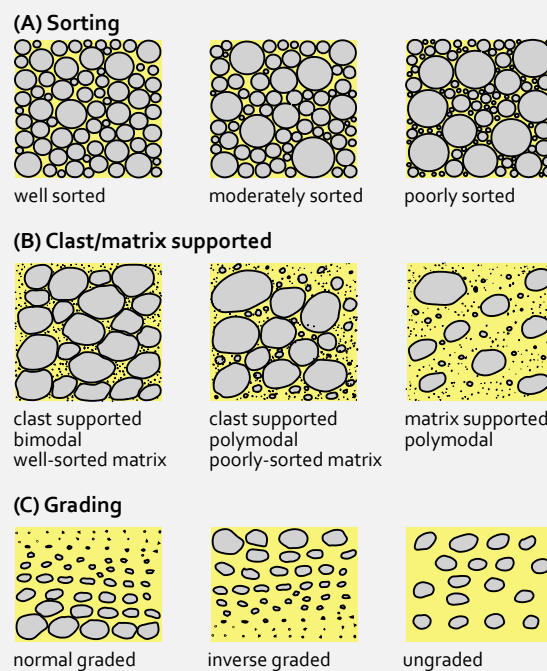 (A) Sorting
well sorted
moderately sorted
poorly sorted
(B) Clast/matrix supported
clast supported
bimodal
well-sorted matrix
clast supported
polymodal
poorly-sorted matrix
matrix supported
polymodal
(C) Grading
normal graded
inverse graded
ungraded